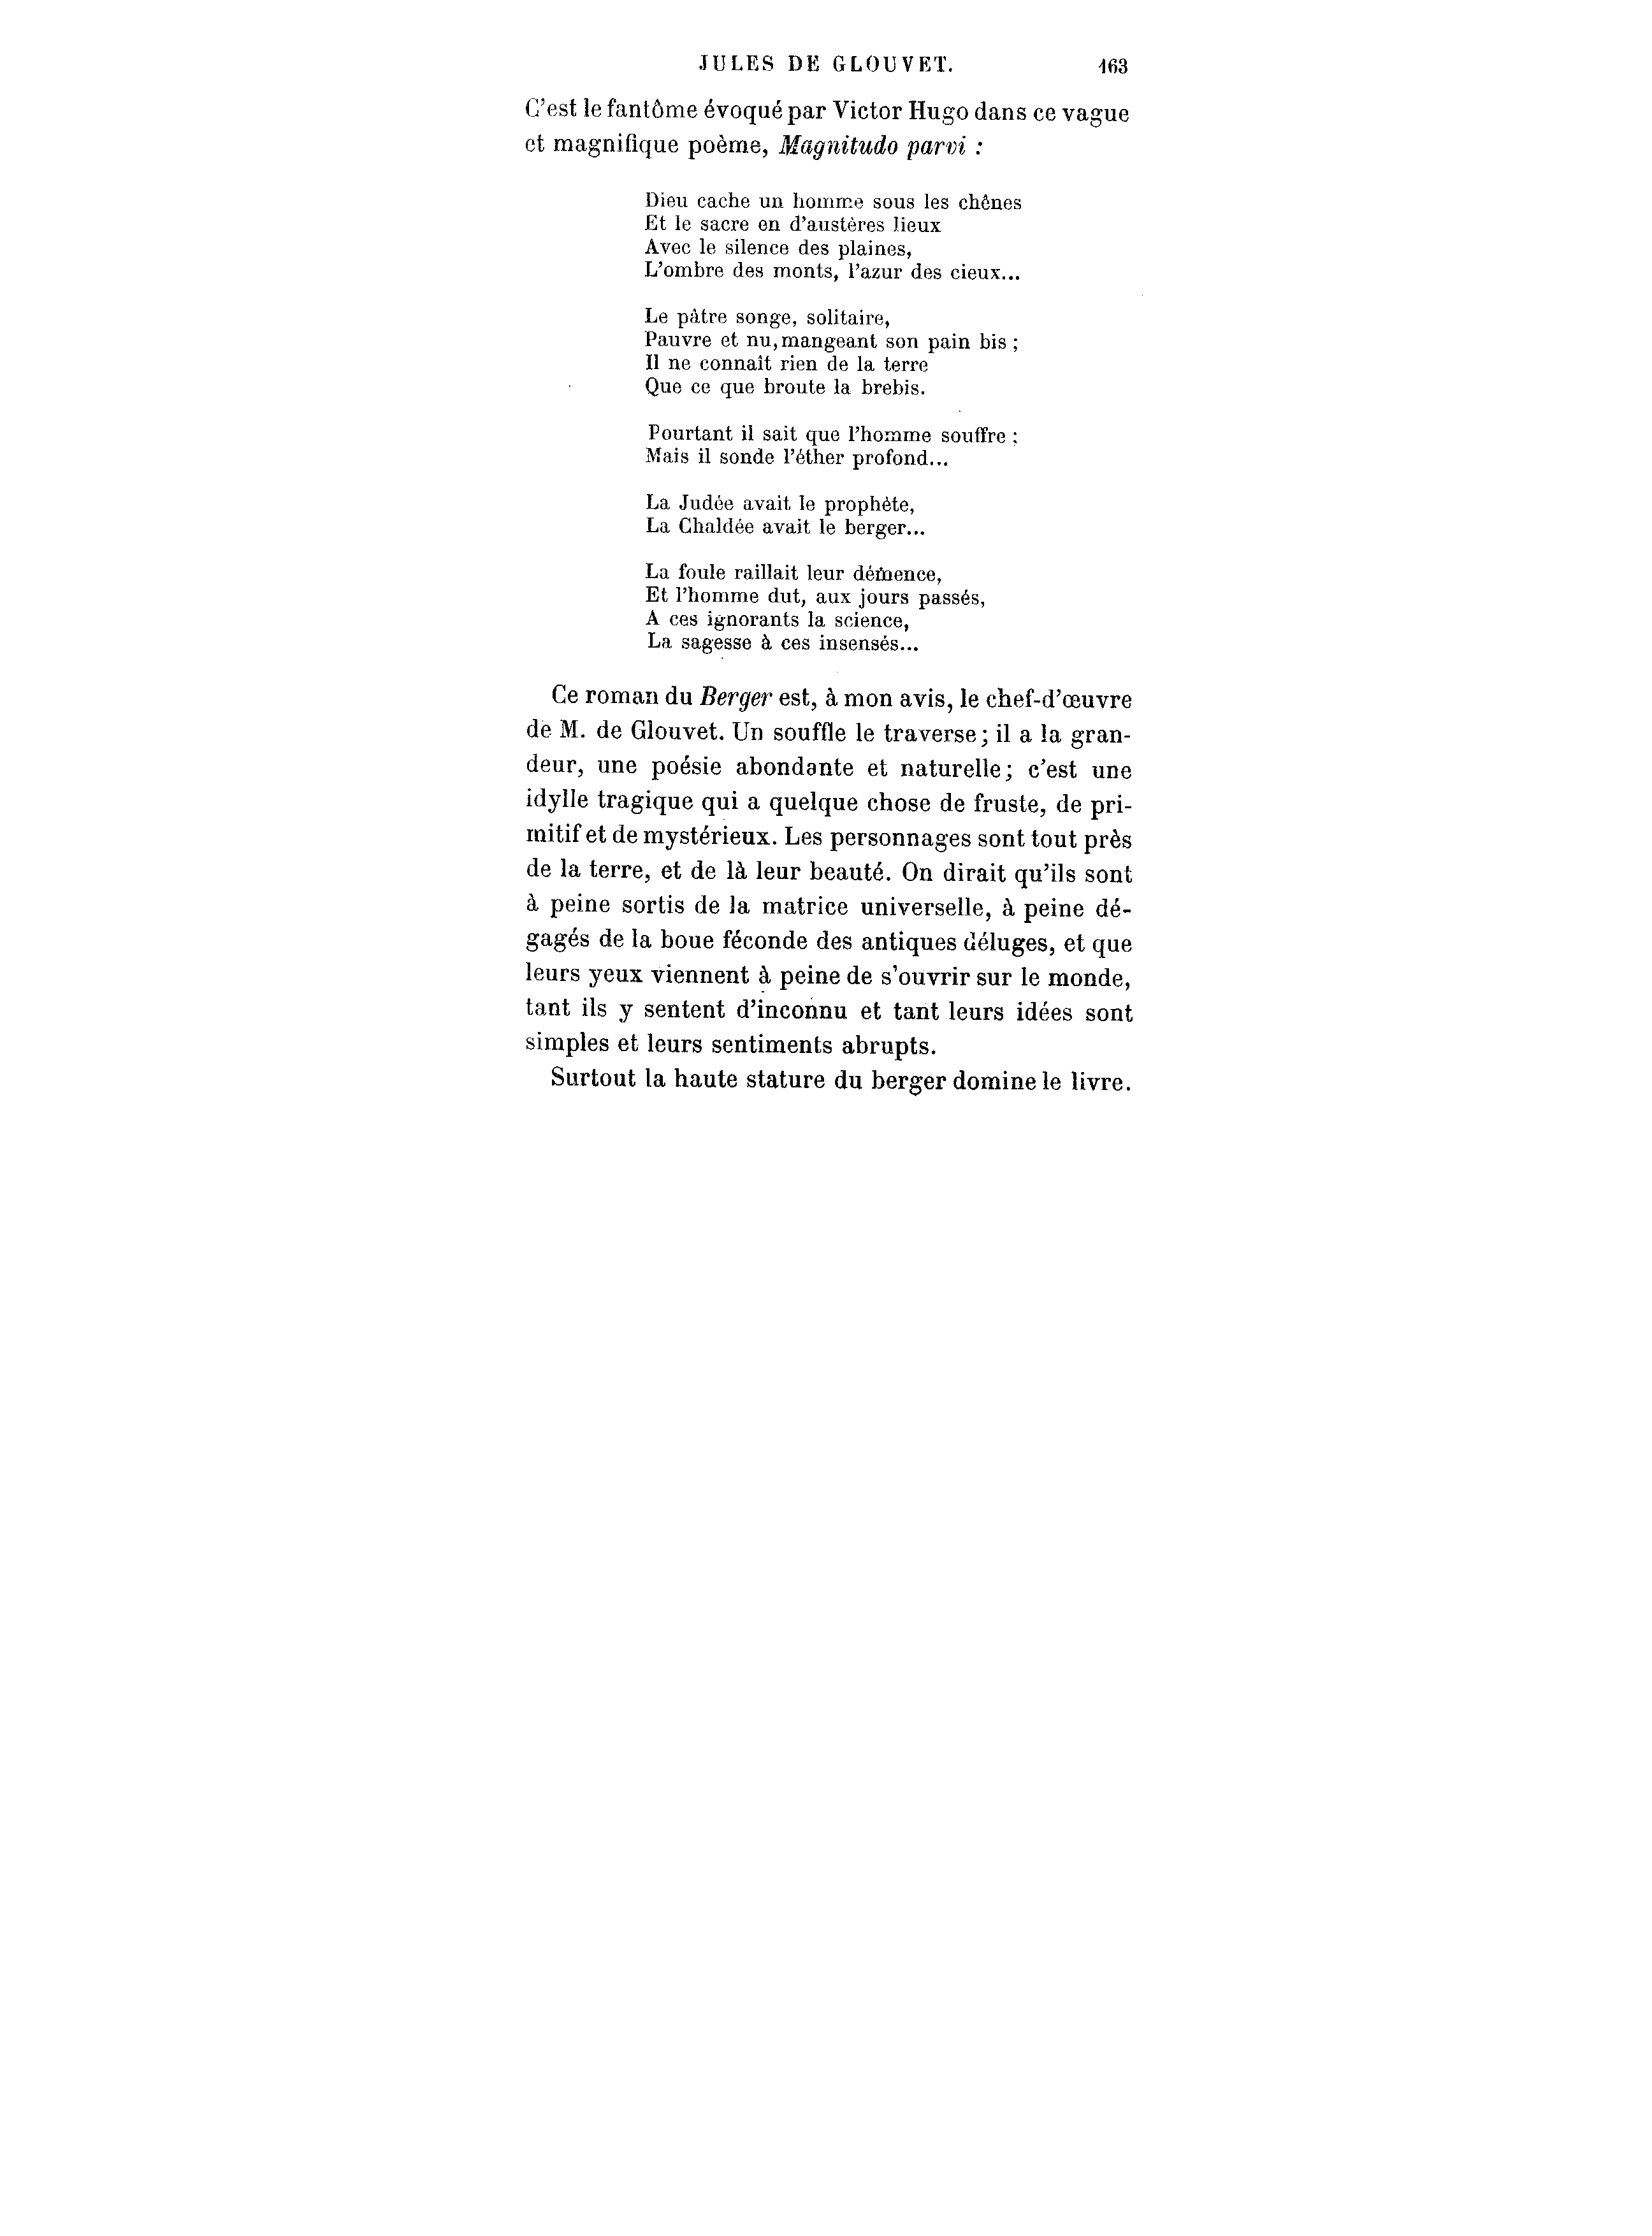 JULES DE GLOUVET. 163
C'est le fantôme évoqué par Victor Hugo dans ce vague
et magnifique poème, Magnitudo parvi :
Dieu cache un homme sous les chênes
Et le sacre en d'austères lieux
Avec le silence des plaines,
L'ombre des monts, l'azur des cieux...
Le pâtre songe, solitaire,
Pauvre et nu, mangeant son pain bis ;
Il ne connaît rien de la terre
Que ce que broute la brebis.
Pourtant il sait que l'homme souffre ;
Mais il sonde l'éther profond...
La Judée avait le prophète,
La Chaldée avait le berger...
La foule raillait leur démence,
Et l'homme dut, aux jours passés,
A ces ignorants la science,
La sagesse à ces insensés...
Ce roman du Berger est, à mon avis, le chef-d'œuvre
de M. de Glouvet. Un souffle le traverse ; il a la gran-
deur, une poésie abondante et naturelle ; c'est une
idylle tragique qui a quelque chose de fruste, de pri-
mitif et de mystérieux. Les personnages sont tout près
de la terre, et de là leur beauté. On dirait qu'ils sont
à peine sortis de la matrice universelle, à peine dé-
gagés de la boue féconde des antiques déluges, et que
leurs yeux viennent à peine de s'ouvrir sur le monde,
tant ils y sentent d'inconnu et tant leurs idées sont
simples et leurs sentiments abrupts.
Surtout la haute stature du berger domine le livre.